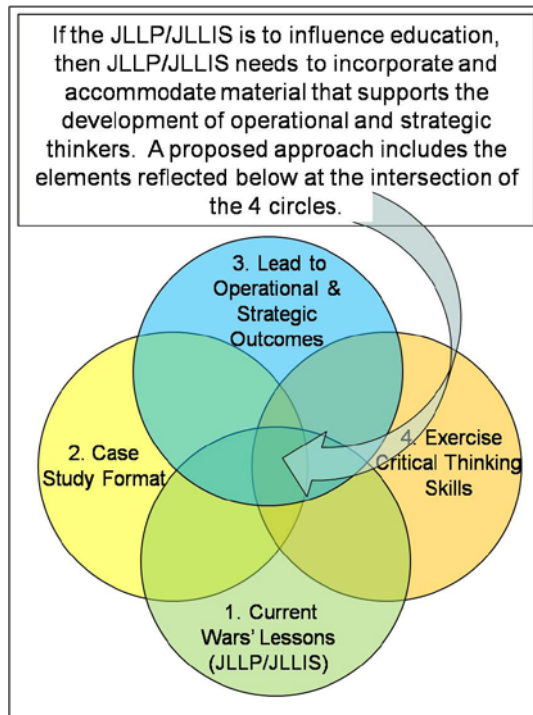 If the JLLP/JLLIS is to influence education,
then JLLP/JLLIS needs to incorporate and
accommodate material that supports the
development of operational and strategic
thinkers.  A proposed approach includes the
elements reflected below at the intersection of
the 4 circles.
3. Lead to
Operational &
Strategic
Outcomes
2. Case
Study Format
4. Exercise
Critical Thinking
Skills
1. Current
Wars' Lessons
(JLLP/JLLIS)